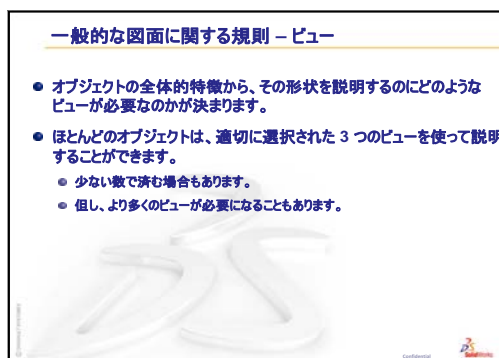 一般的な図面に関する規則 – ビュー
オブジェクトの全体的特徴から、その形状を説明するのにどのような
ビューが必要なのかが決まります。
ほとんどのオブジェクトは、適切に選択された 3 つのビューを使って説明
することができます。
少ない数で済む場合もあります。
但し、より多くのビューが必要になることもあります。
Confidential
SolidWorks